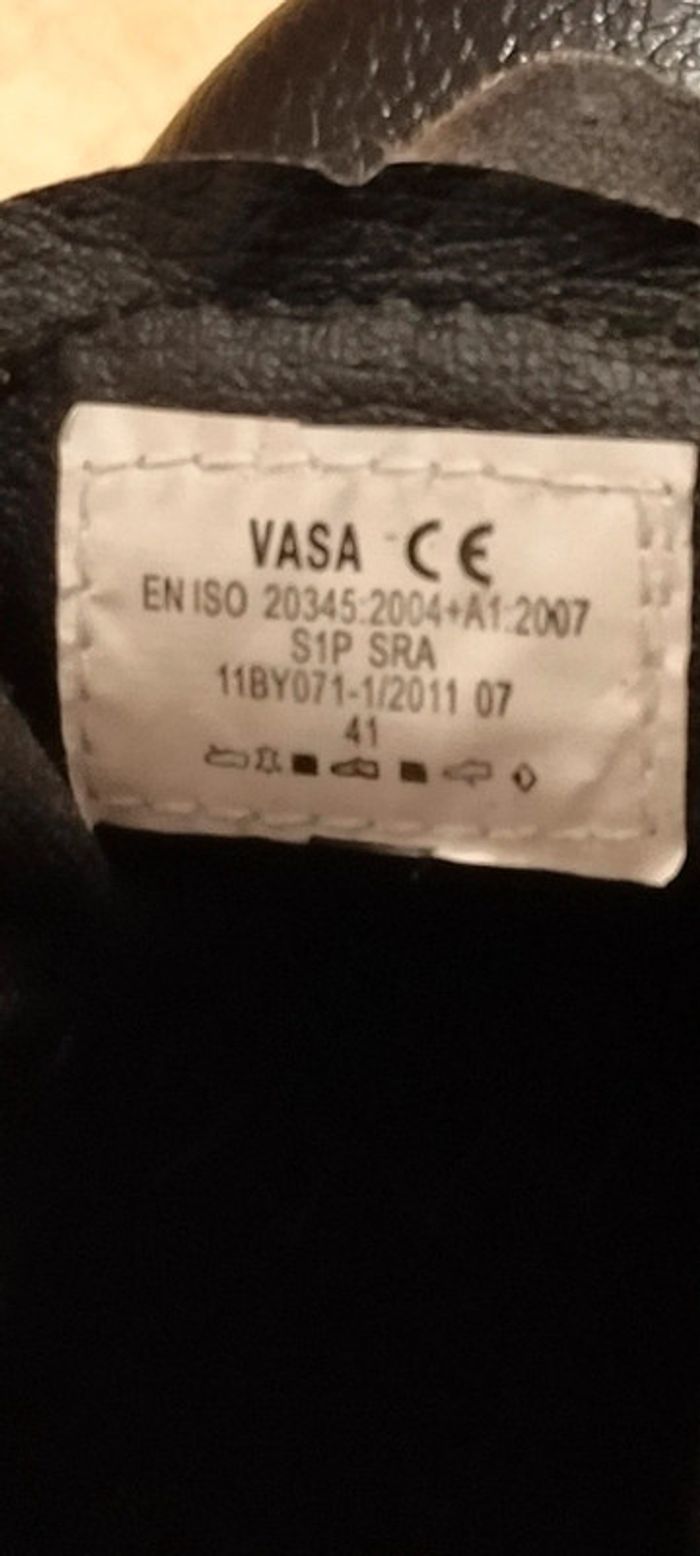 VASA CE
EN ISO 20345:2004+A1:2007
S1P SRA
11BY071-1/2011 07
41